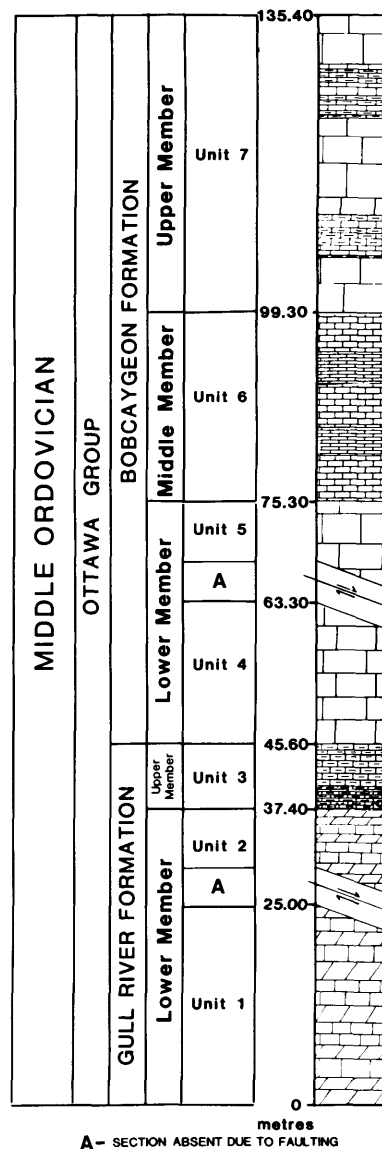 135.40
MIDDLE ORDOVICIAN
OTTAWA GROUP
BOBCAYGEON FORMATION
Upper Member
Unit 7
99.30
Middle Member
Unit 6
75.30
Lower Member
Unit 5
A
63.30
Unit 4
45.60
GULL RIVER FORMATION
Upper
Member
Unit 3
37.40
Lower Member
Unit 2
A
25.00
Unit 1
0
metres
A- SECTION ABSENT DUE TO FAULTING